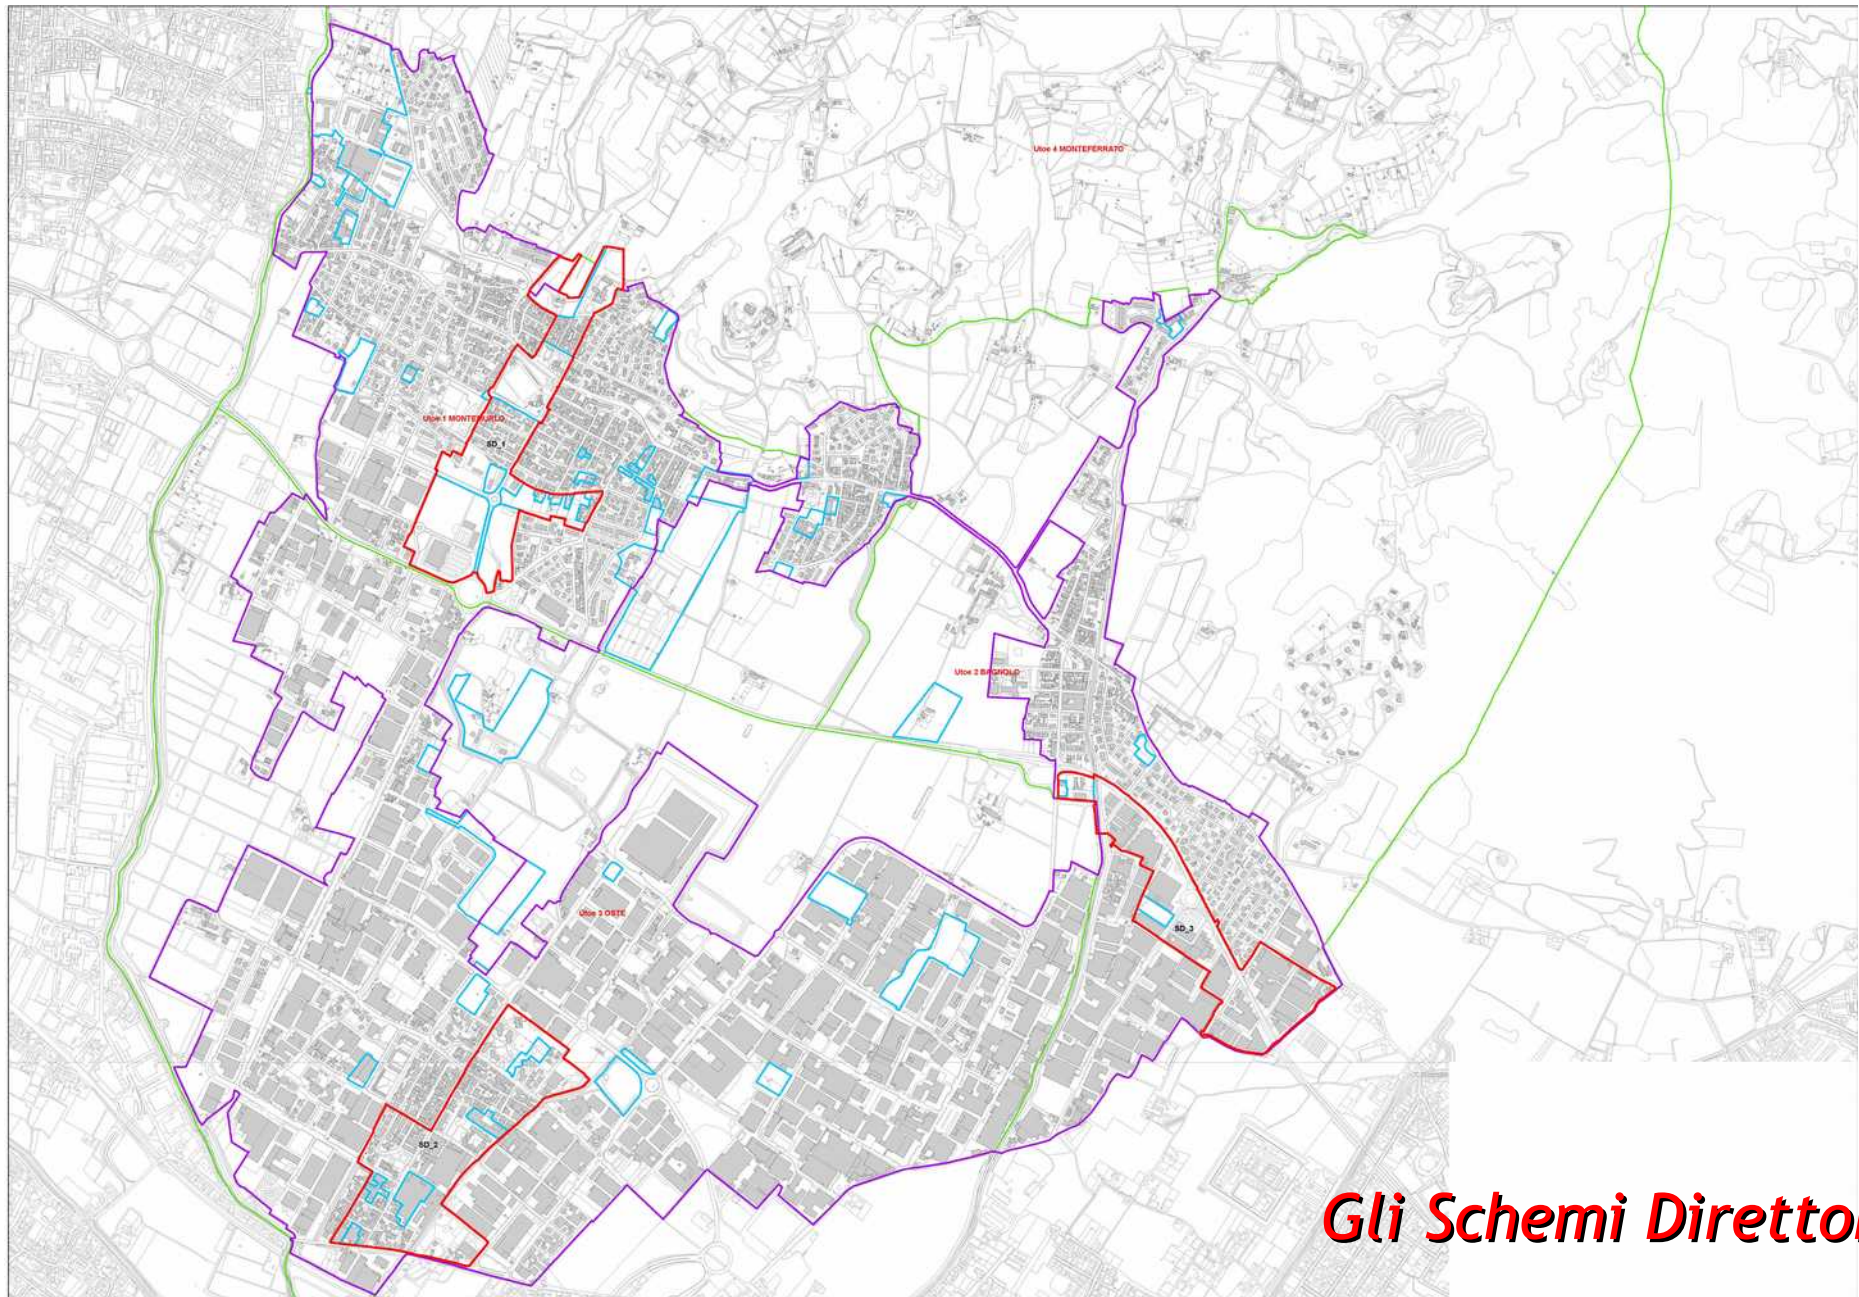 Utoe 4 MONTEFERRATO
Utoe 1 MONTEMURLO
SD_1
Utoe 2 BAGNOLO
Utoe 3 OSTE
SD_3
SD_2
Gli Schemi Diretto